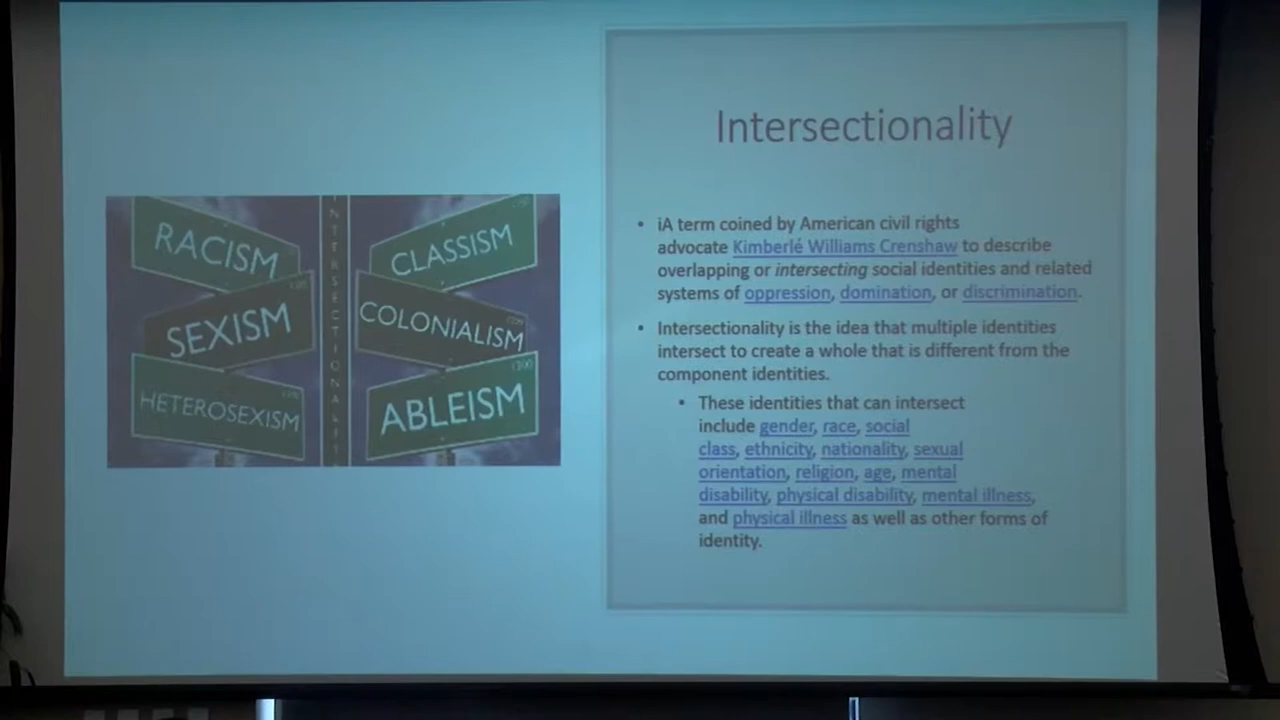 Intersectionality
RACISM
CLASSISM
SEXISM
COLONIALISM
HETEROSEXISM
ABLEISM
INTERSECTIONALITY
• iA term coined by American civil rights
advocate Kimberlé Williams Crenshaw to describe
overlapping or intersecting social identities and related
systems of oppression, domination, or discrimination.
• Intersectionality is the idea that multiple identities
intersect to create a whole that is different from the
component identities.
• These identities that can intersect
include gender, race, social
class, ethnicity, nationality, sexual
orientation, religion, age, mental
disability, physical disability, mental illness,
and physical illness as well as other forms of
identity.